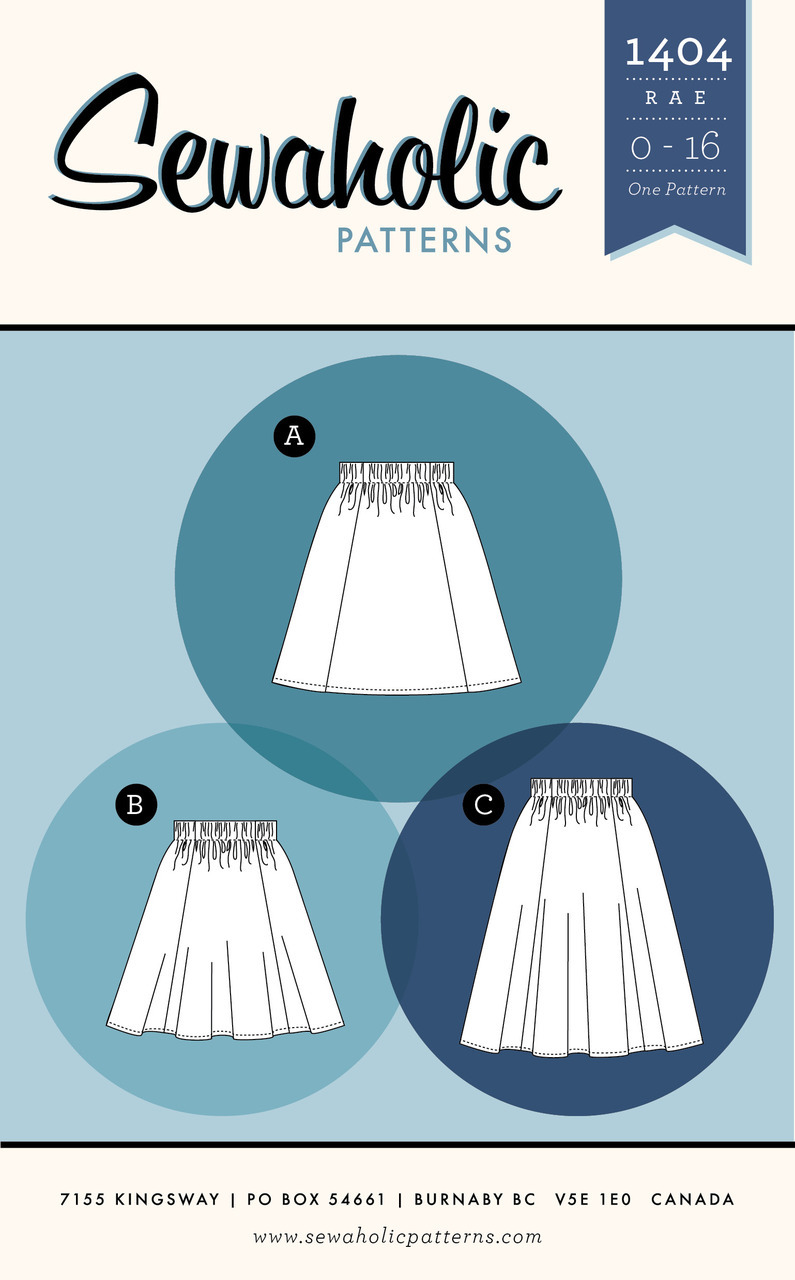 Sewaholic
PATTERNS
1404
RAE
0 - 16
One Pattern
A
B
C
7155 KINGSWAY | PO BOX 54661 | BURNABY BC V5E 1E0 CANADA
www.sewaholicpatterns.com